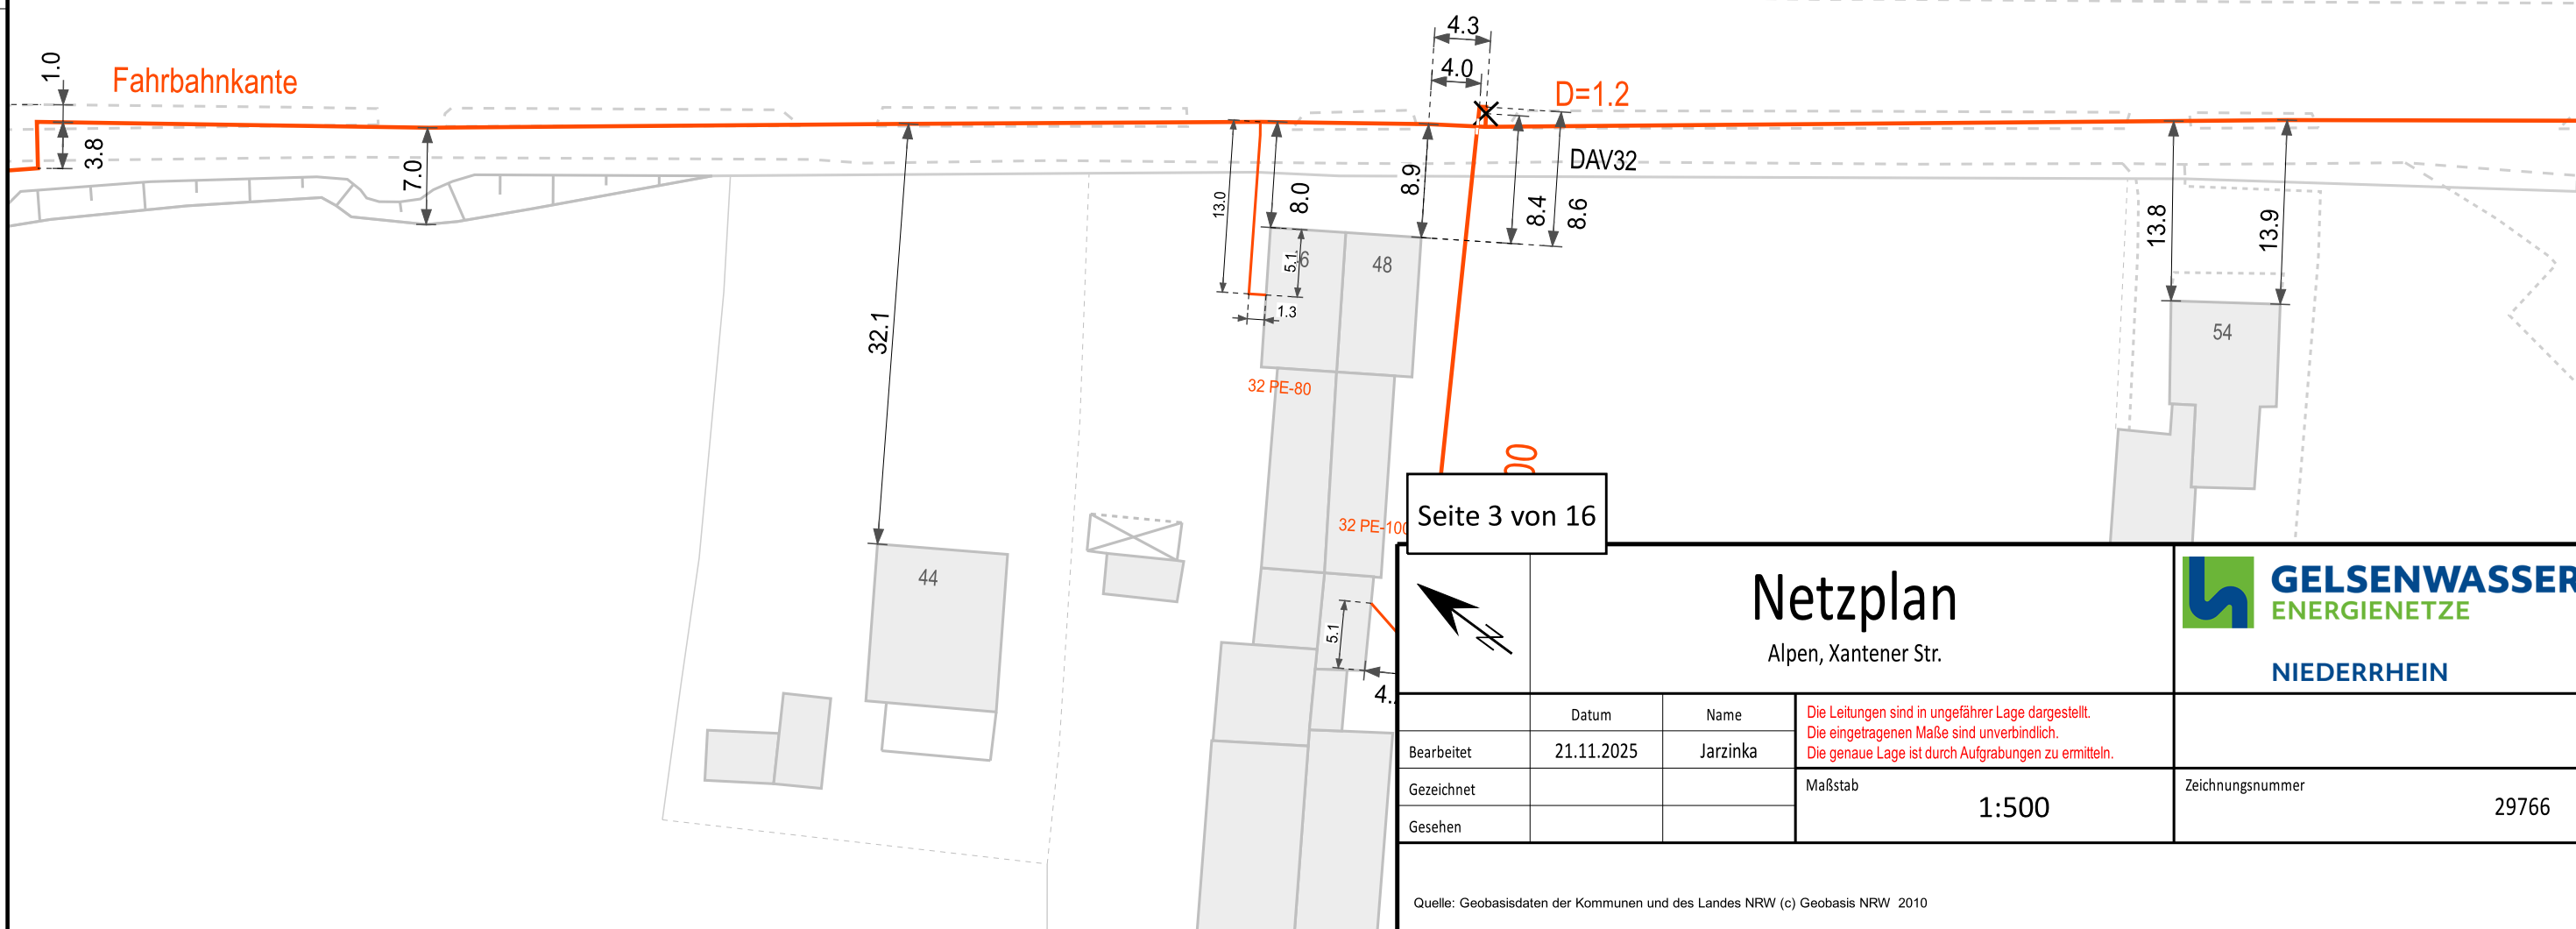 4.3
1.0
4.0
Fahrbahnkante
D=1.2
3.8
7.0
DAV32
13.0
8.0
8.9
8.4
8.6
13.8
13.9
5.1
6
48
1.3
32.1
54
32 PE-80
00
Seite 3 von 16
32 PE-100
44
5.1
4.
N
Netzplan
Alpen, Xantener Str.
GELSENWASSER
ENERGIENETZE
NIEDERRHEIN
Datum
Name
Die Leitungen sind in ungefährer Lage dargestellt.
Die eingetragenen Maße sind unverbindlich.
Die genaue Lage ist durch Aufgrabungen zu ermitteln.
Bearbeitet
21.11.2025
Jarzinka
Gezeichnet
Gesehen
Maßstab
1:500
Zeichnungsnummer
29766
Quelle: Geobasisdaten der Kommunen und des Landes NRW (c) Geobasis NRW 2010